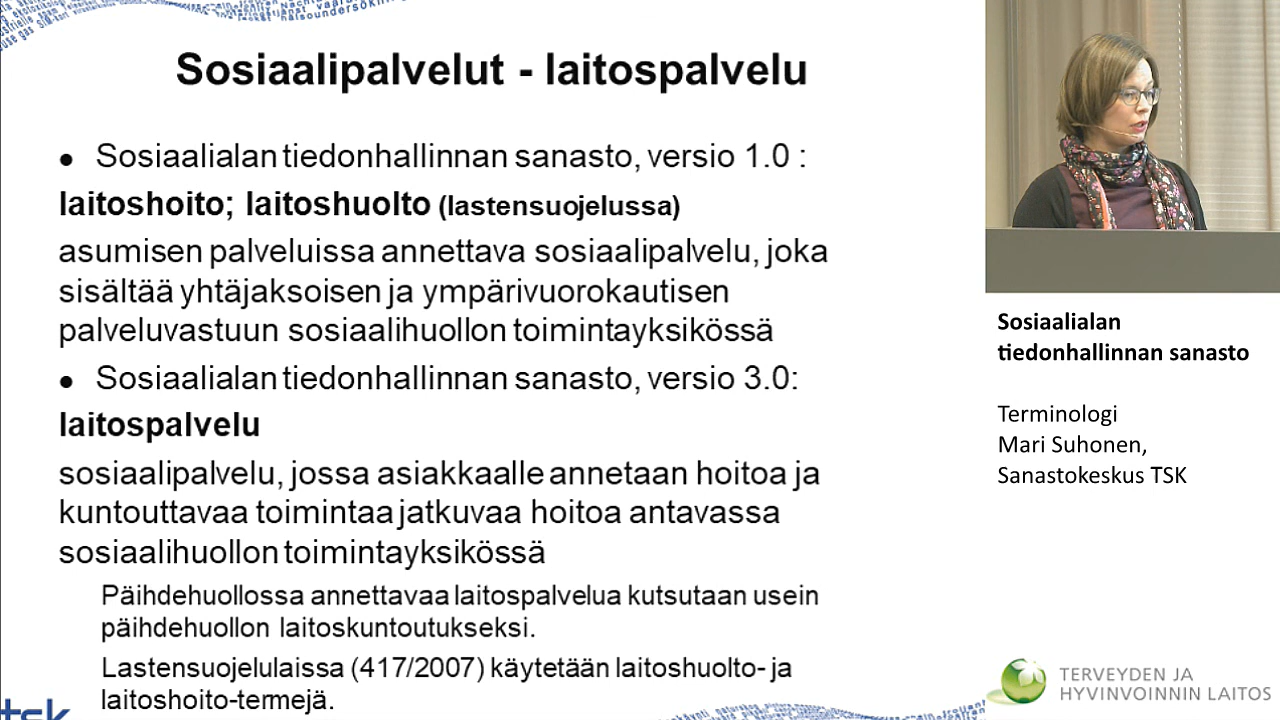 Sosiaalipalvelut - laitospalvelu
● Sosiaalialan tiedonhallinnan sanasto, versio 1.0 :
laitoshoito; laitoshuolto (lastensuojelussa)
asumisen palveluissa annettava sosiaalipalvelu, joka
sisältää yhtäjaksoisen ja ympärivuorokautisen
palveluvastuun sosiaalihuollon toimintayksikössä
● Sosiaalialan tiedonhallinnan sanasto, versio 3.0:
laitospalvelu
sosiaalipalvelu, jossa asiakkaalle annetaan hoitoa ja
kuntouttavaa toimintaa jatkuvaa hoitoa antavassa
sosiaalihuollon toimintayksikössä
Päihdehuollossa annettavaa laitospalvelua kutsutaan usein
päihdehuollon laitoskuntoutukseksi.
Lastensuojelulaissa (417/2007) käytetään laitoshuolto- ja
laitoshoito-termejä.
tsk
Sosiaalialan
tiedonhallinnan sanasto
Terminologi
Mari Suhonen,
Sanastokeskus TSK
TERVEYDEN JA
HYVINVOINNIN LAITOS